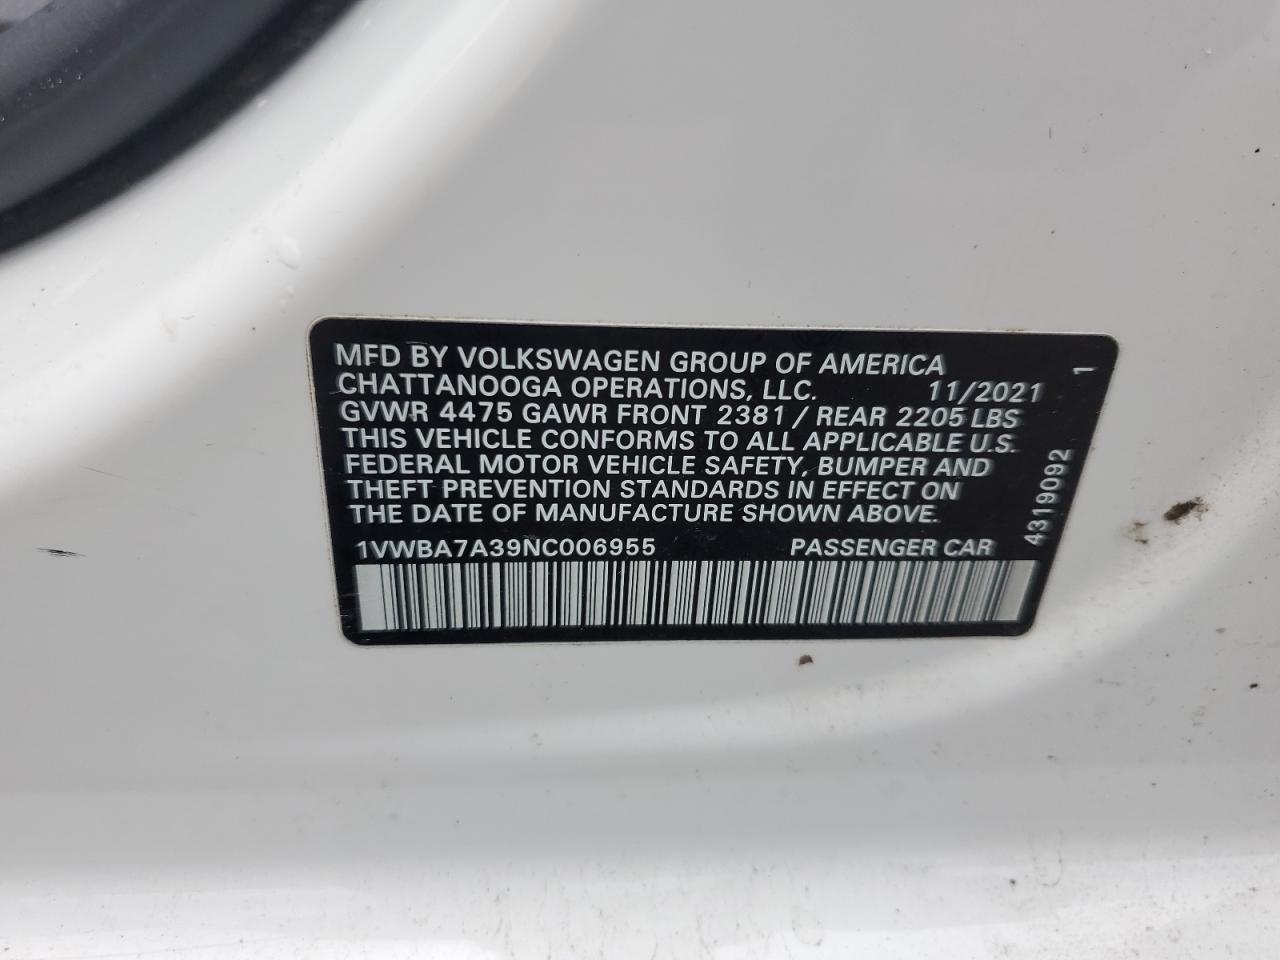 MFD BY VOLKSWAGEN GROUP OF AMERICA
CHATTANOOGA OPERATIONS, LLC. 11/2021
GVWR 4475 GAWR FRONT 2381 / REAR 2205 LBS
THIS VEHICLE CONFORMS TO ALL APPLICABLE U.S.
FEDERAL MOTOR VEHICLE SAFETY, BUMPER AND
THEFT PREVENTION STANDARDS IN EFFECT ON
THE DATE OF MANUFACTURE SHOWN ABOVE.
1VWBA7A39NC006955 PASSENGER CAR
4319092 1